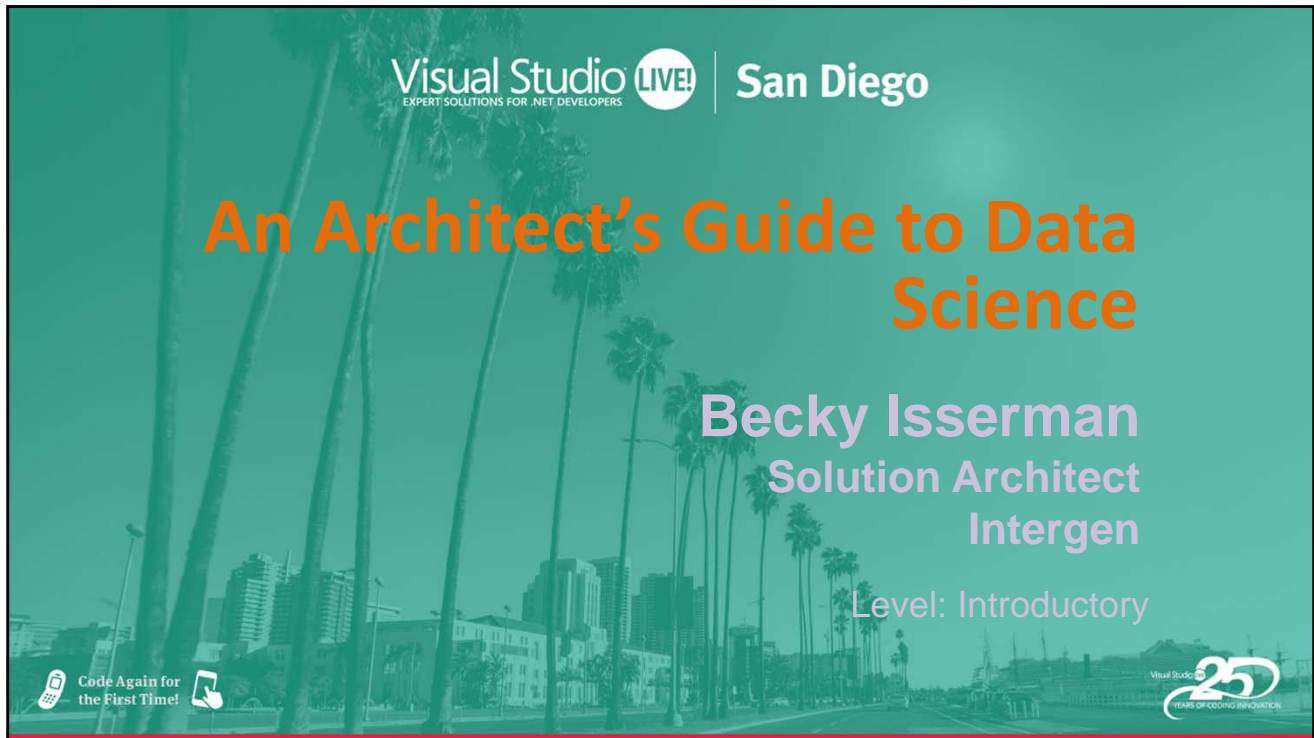 Visual Studio LIVE! | San Diego
EXPERT SOLUTIONS FOR .NET DEVELOPERS
An Architect's Guide to Data
Science
Becky Isserman
Solution Architect
Intergen
Level: Introductory
Code Again for
the First Time!
Visual Studio LIVE!
25
YEARS OF CODING INNOVATION